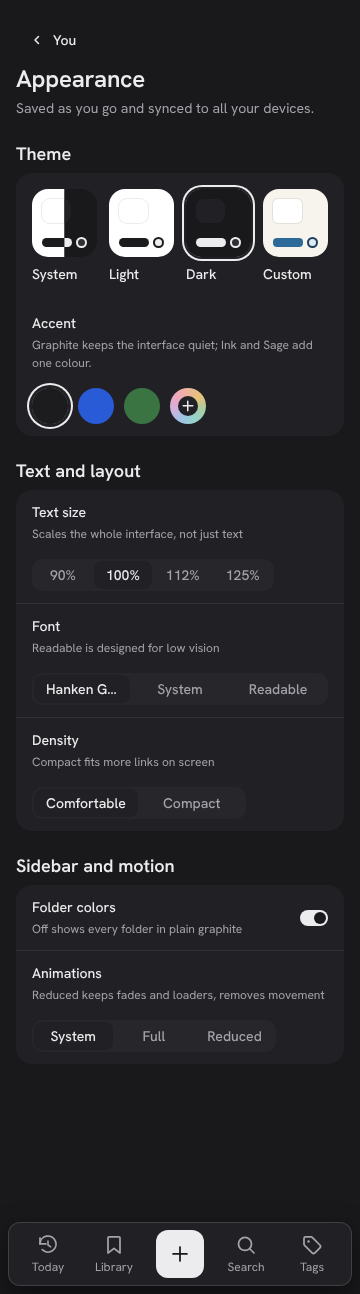 You
Appearance
Saved as you go and synced to all your devices.
Theme
System Light Dark Custom
Accent
Graphite keeps the interface quiet; Ink and Sage add
one colour.
Text and layout
Text size
Scales the whole interface, not just text
90% 100% 112% 125%
Font
Readable is designed for low vision
Hanken G... System Readable
Density
Compact fits more links on screen
Comfortable Compact
Sidebar and motion
Folder colors
Off shows every folder in plain graphite
Animations
Reduced keeps fades and loaders, removes movement
System Full Reduced
Today Library Search Tags